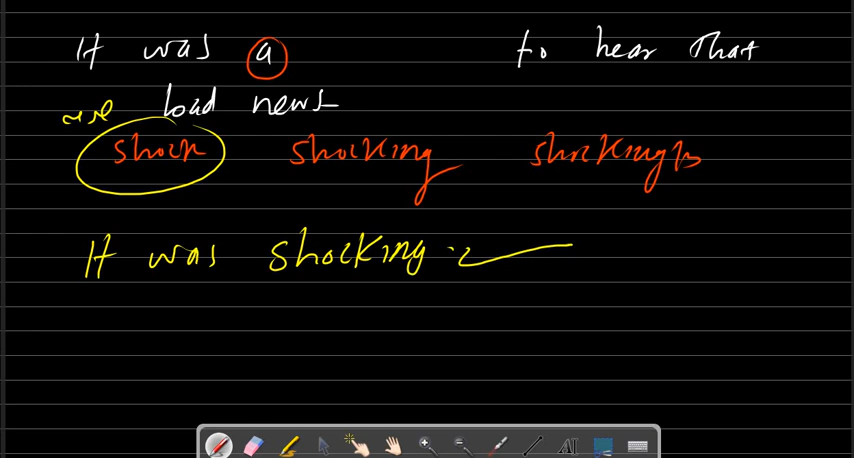 It was a to hear that
bad news
shock shocking shockingly
It was shocking